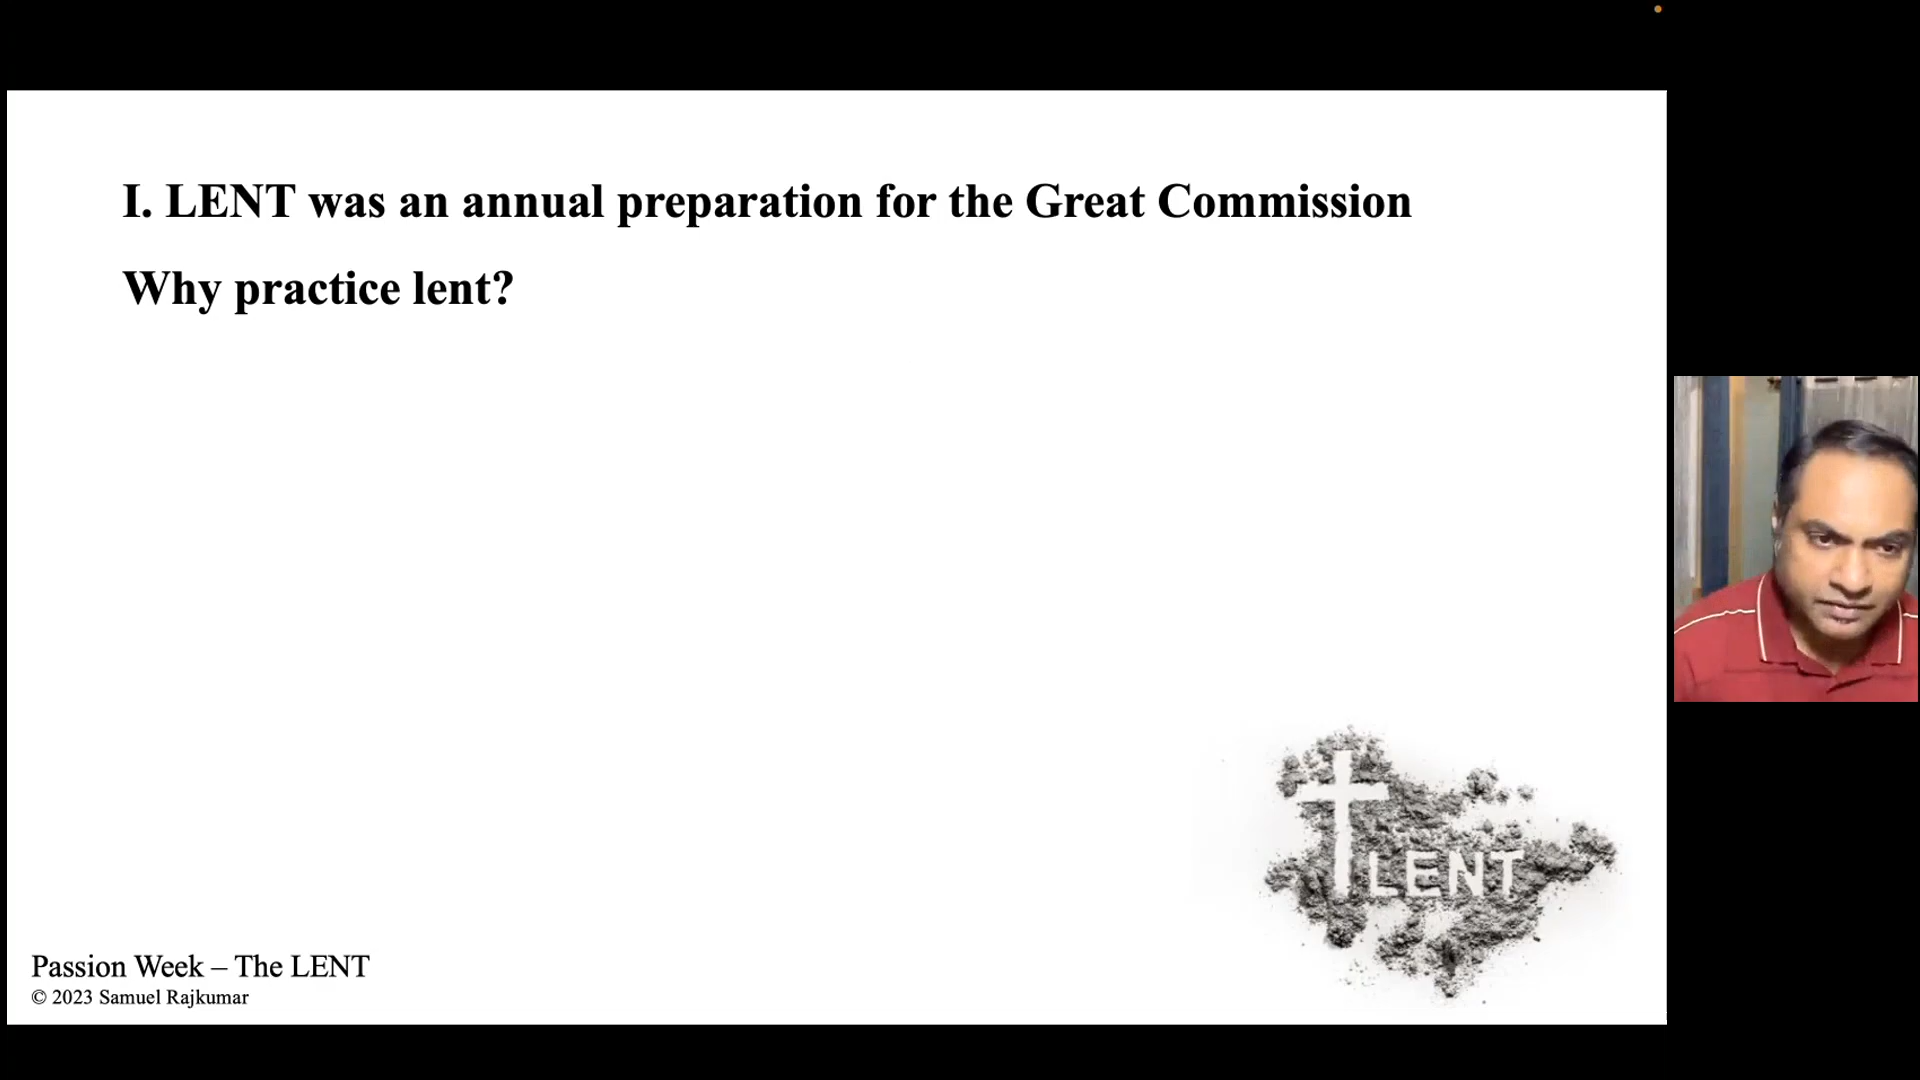 I. LENT was an annual preparation for the Great Commission
Why practice lent?
LENT
Passion Week – The LENT
© 2023 Samuel Rajkumar